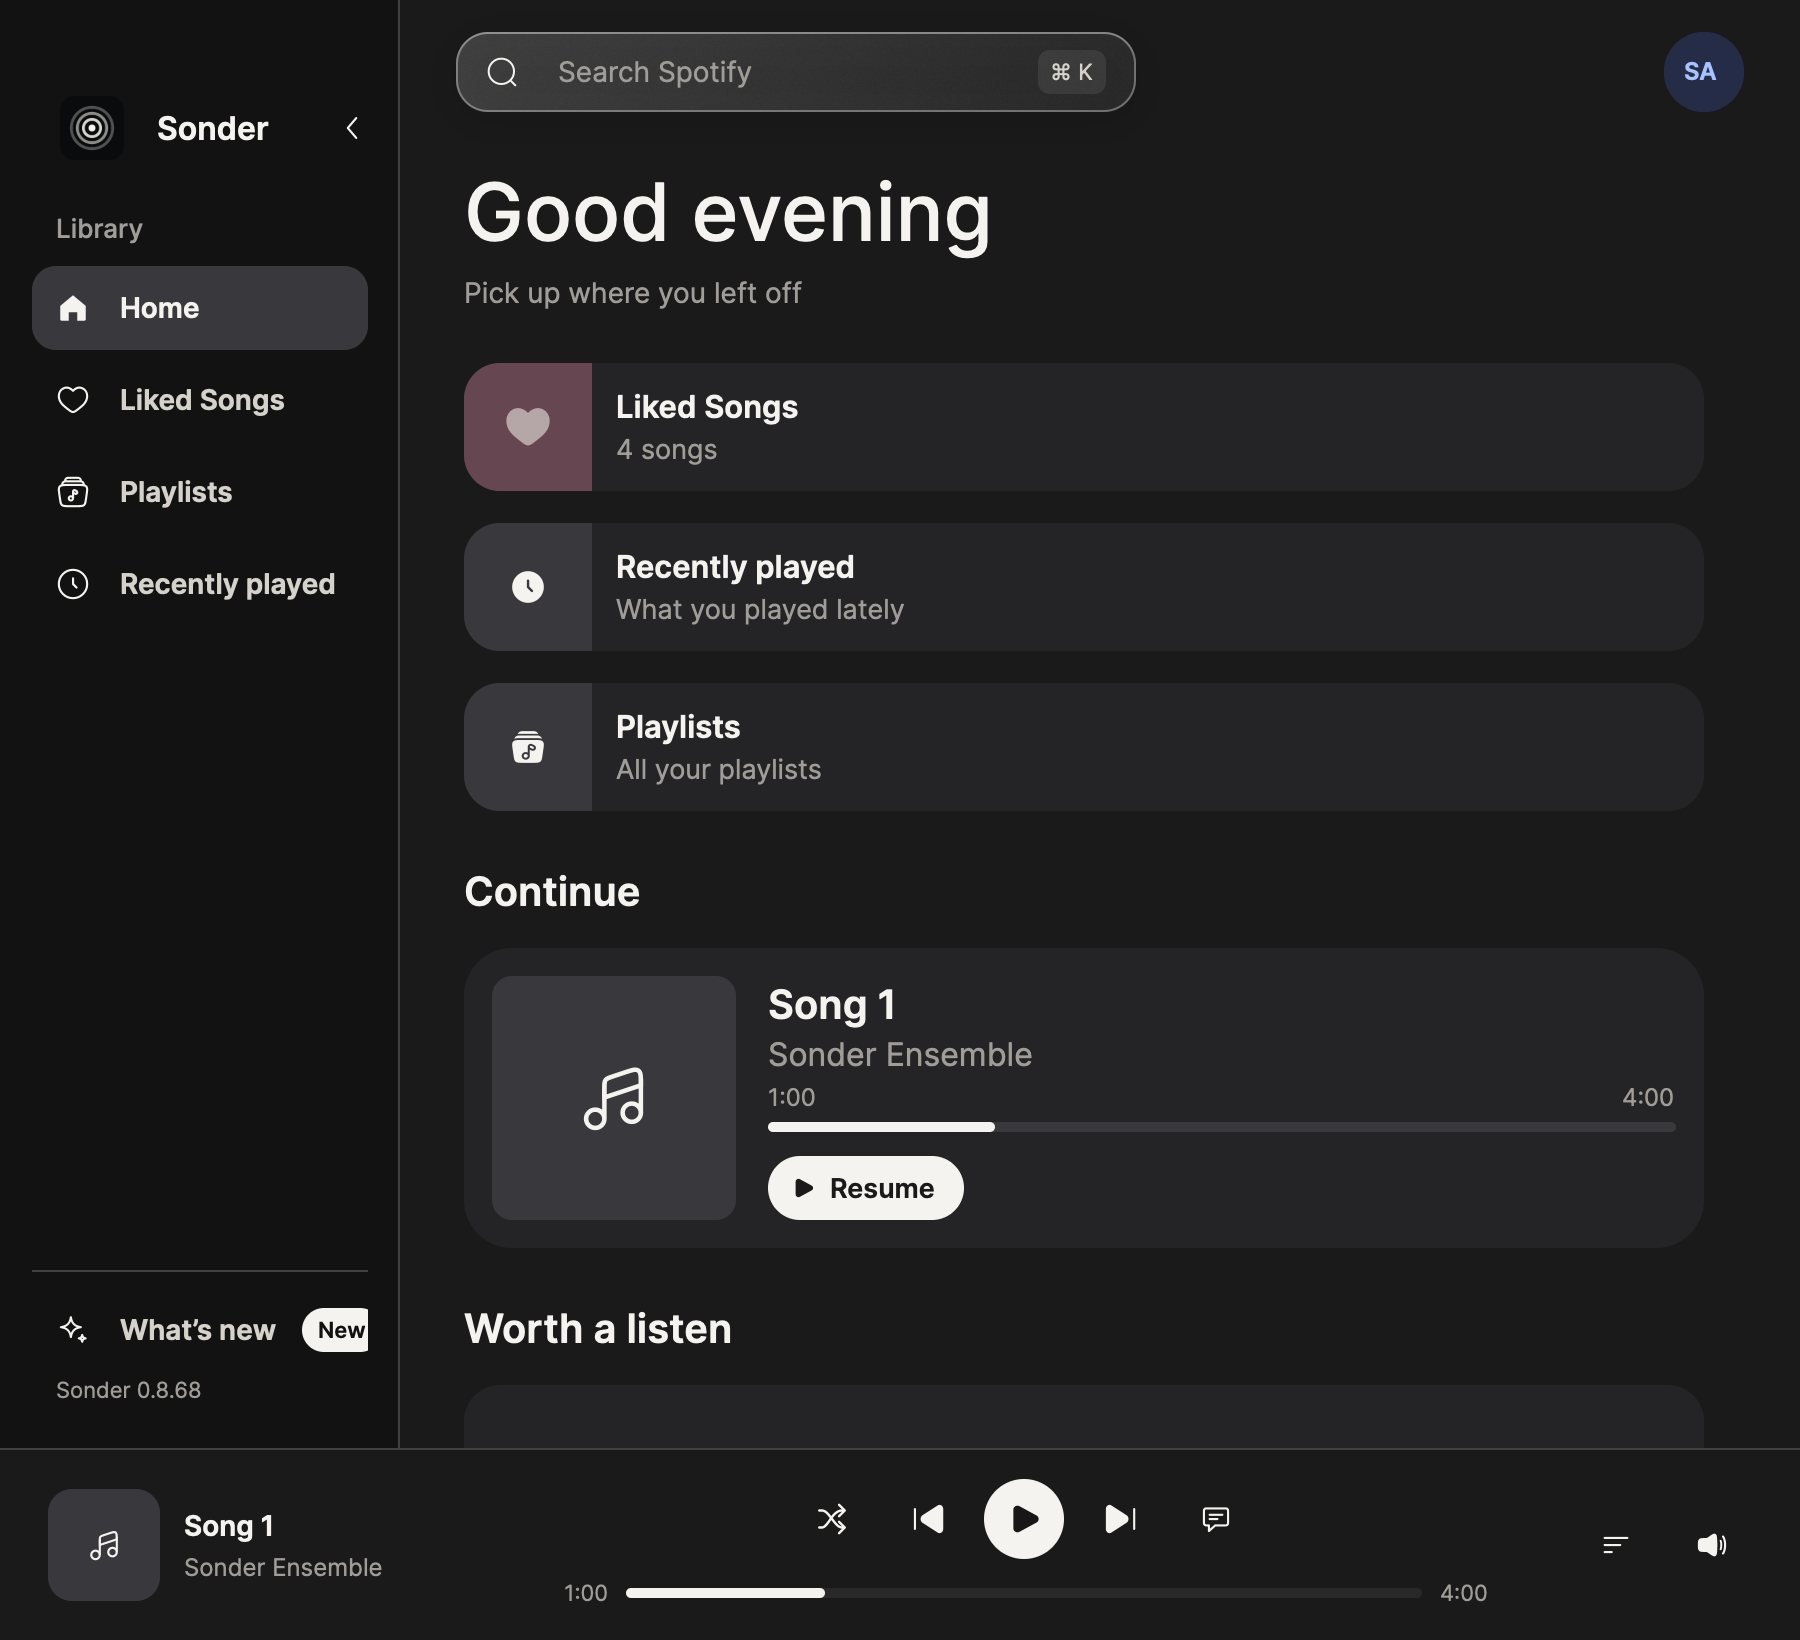 Search Spotify
⌘ K
SA
Sonder
Library
Home
Liked Songs
Playlists
Recently played
Good evening
Pick up where you left off
Liked Songs
4 songs
Recently played
What you played lately
Playlists
All your playlists
Continue
Song 1
Sonder Ensemble
1:00 4:00
Resume
Worth a listen
What’s new New
Sonder 0.8.68
Song 1
Sonder Ensemble
1:00 4:00